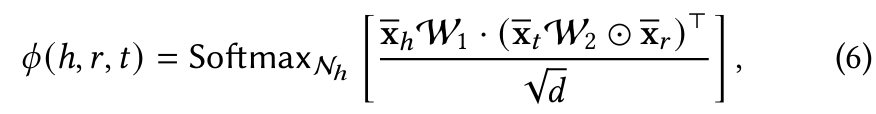 ϕ(h, r, t) = Softmax_{𝒩_h} [ x̄_h 𝒲_1 · (x̄_t 𝒲_2 ⊙ x̄_r)^⊤ / √d ], (6)